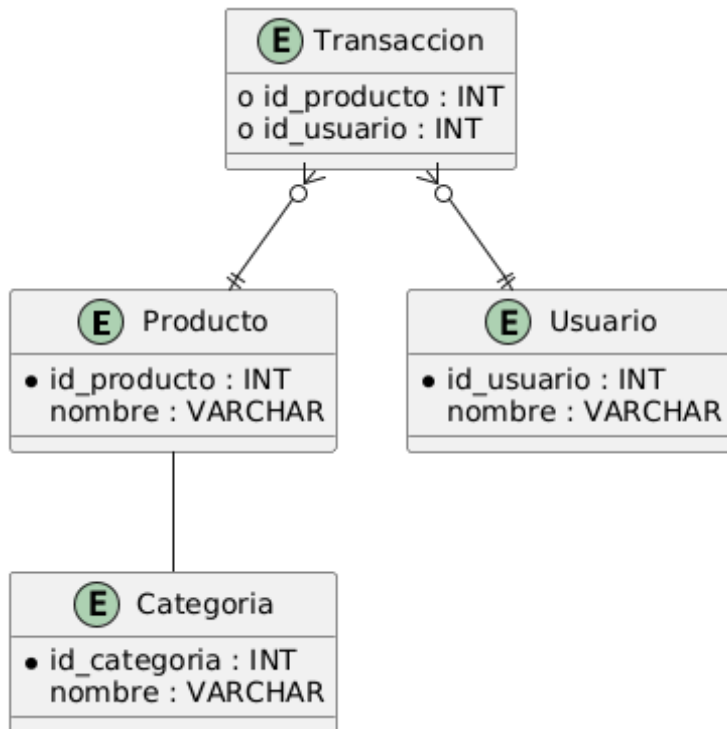 E Transaccion
o id_producto : INT
o id_usuario : INT
E Producto
id_producto : INT
nombre : VARCHAR
E Usuario
id_usuario : INT
nombre : VARCHAR
E Categoria
id_categoria : INT
nombre : VARCHAR